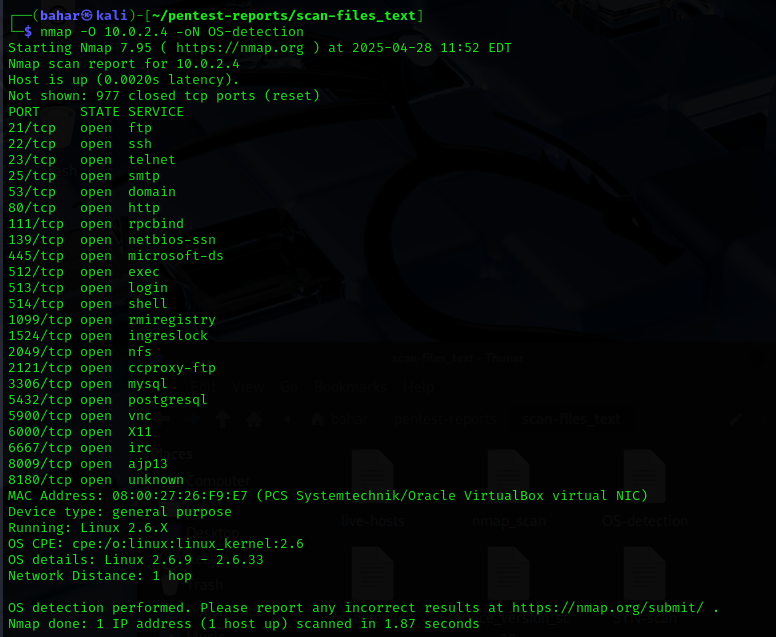 ┌──(bahar㉿kali)-[~/pentest-reports/scan-files_text]
└─$ nmap -O 10.0.2.4 -oN OS-detection
Starting Nmap 7.95 ( https://nmap.org ) at 2025-04-28 11:52 EDT
Nmap scan report for 10.0.2.4
Host is up (0.0020s latency).
Not shown: 977 closed tcp ports (reset)
PORT     STATE SERVICE
21/tcp   open  ftp
22/tcp   open  ssh
23/tcp   open  telnet
25/tcp   open  smtp
53/tcp   open  domain
80/tcp   open  http
111/tcp  open  rpcbind
139/tcp  open  netbios-ssn
445/tcp  open  microsoft-ds
512/tcp  open  exec
513/tcp  open  login
514/tcp  open  shell
1099/tcp open  rmiregistry
1524/tcp open  ingreslock
2049/tcp open  nfs
2121/tcp open  ccproxy-ftp
3306/tcp open  mysql
5432/tcp open  postgresql
5900/tcp open  vnc
6000/tcp open  X11
6667/tcp open  irc
8009/tcp open  ajp13
8180/tcp open  unknown
MAC Address: 08:00:27:26:F9:E7 (PCS Systemtechnik/Oracle VirtualBox virtual NIC)
Device type: general purpose
Running: Linux 2.6.X
OS CPE: cpe:/o:linux:linux_kernel:2.6
OS details: Linux 2.6.9 - 2.6.33
Network Distance: 1 hop
OS detection performed. Please report any incorrect results at https://nmap.org/submit/ .
Nmap done: 1 IP address (1 host up) scanned in 1.87 seconds